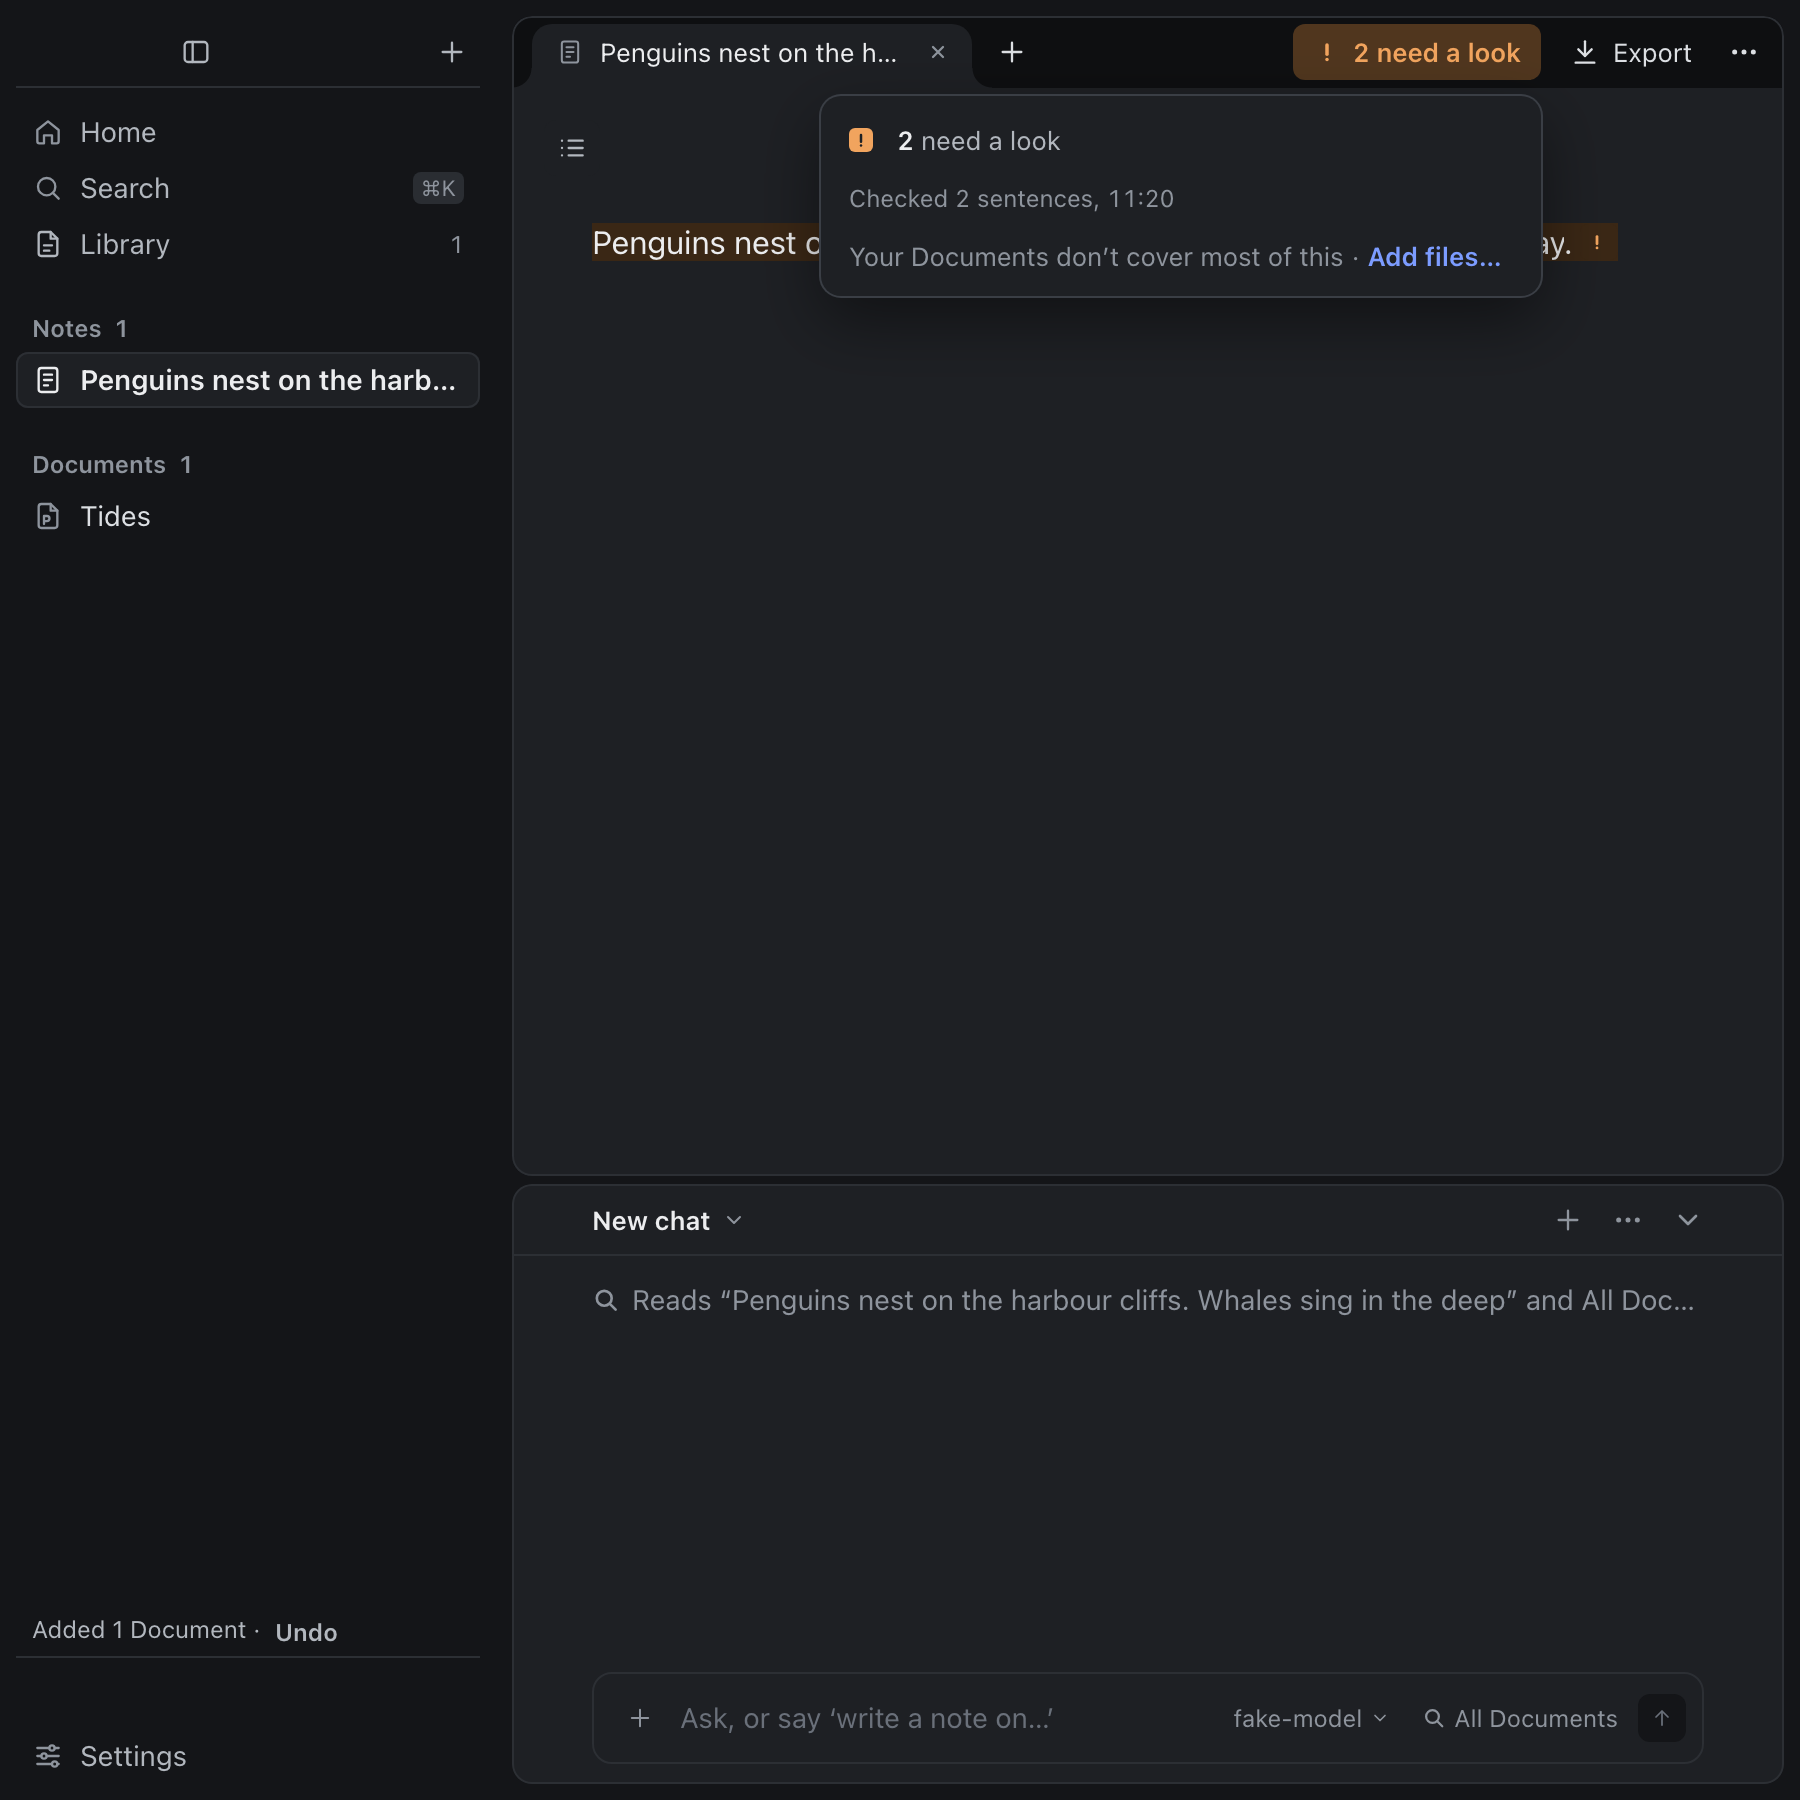 Penguins nest on the h...
2 need a look
Export
Home
Search ⌘K
Library 1
Notes 1
Penguins nest on the harb...
Documents 1
Tides
2 need a look
Checked 2 sentences, 11:20
Your Documents don’t cover most of this · Add files...
Penguins nest
!
New chat
Reads “Penguins nest on the harbour cliffs. Whales sing in the deep” and All Doc...
Added 1 Document · Undo
Settings
Ask, or say ‘write a note on...’
fake-model
All Documents